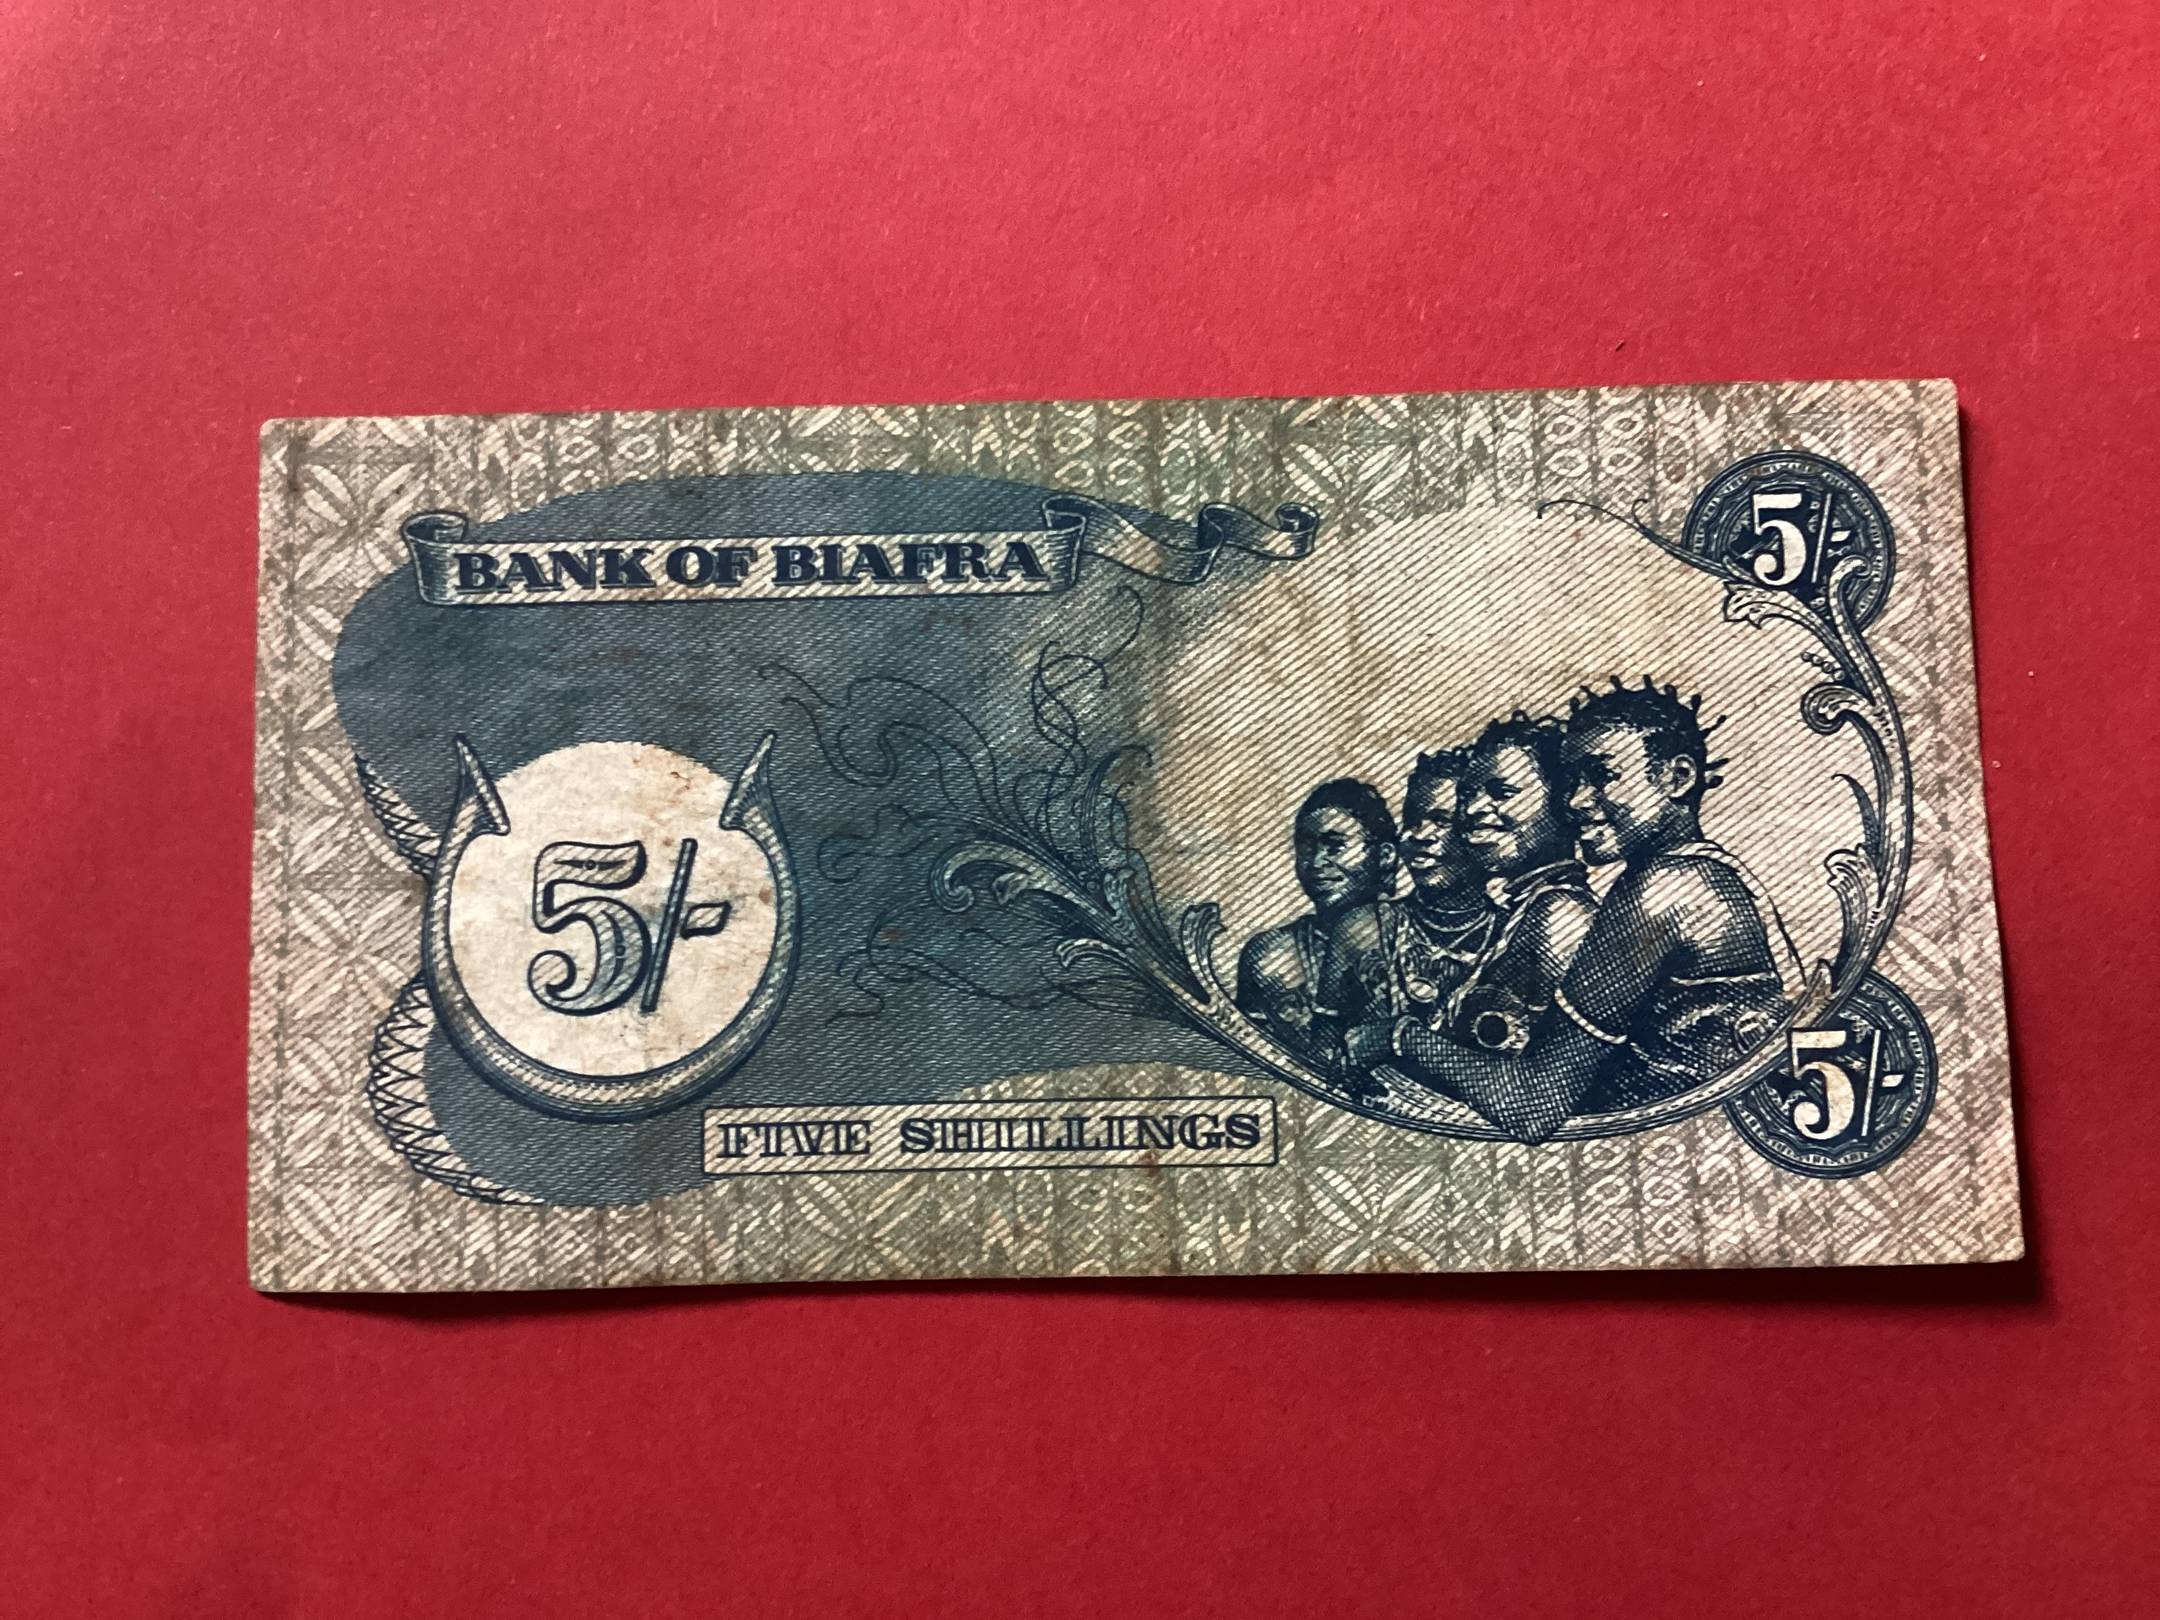 BANK OF BIAFRA
5/-
5/-
5/-
FIVE SHILLINGS